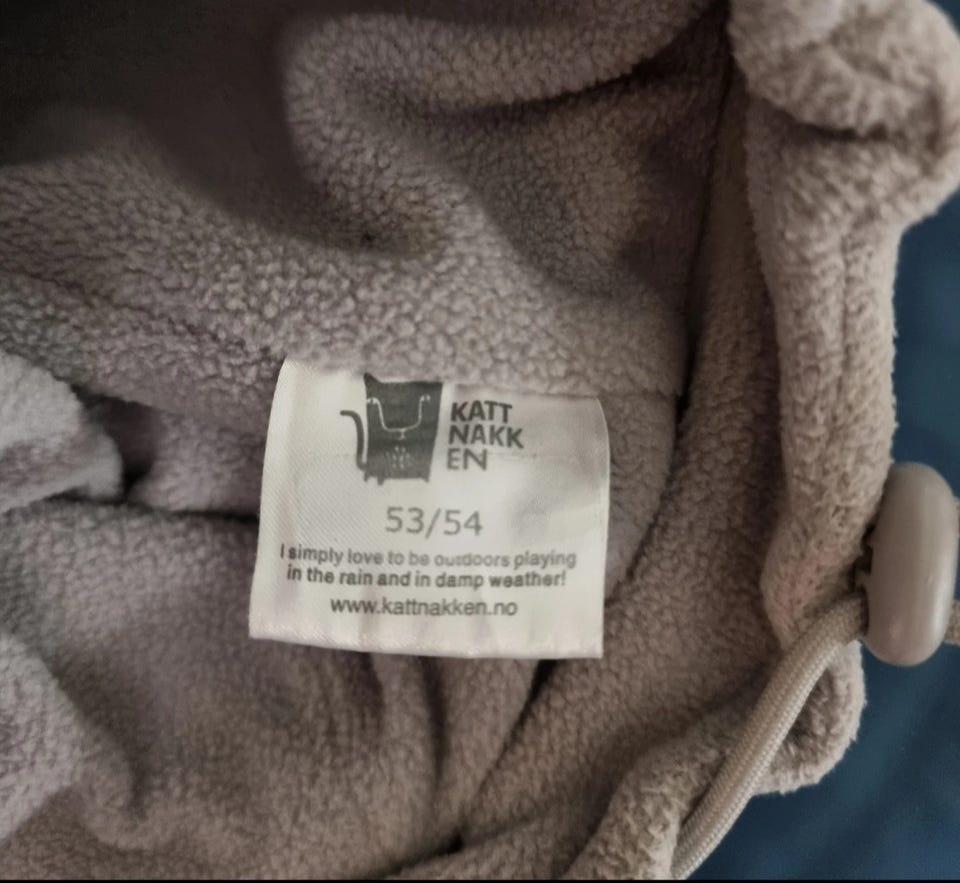 KATT
NAKK
EN
53/54
I simply love to be outdoors playing
in the rain and in damp weather!
www.kattnakken.no